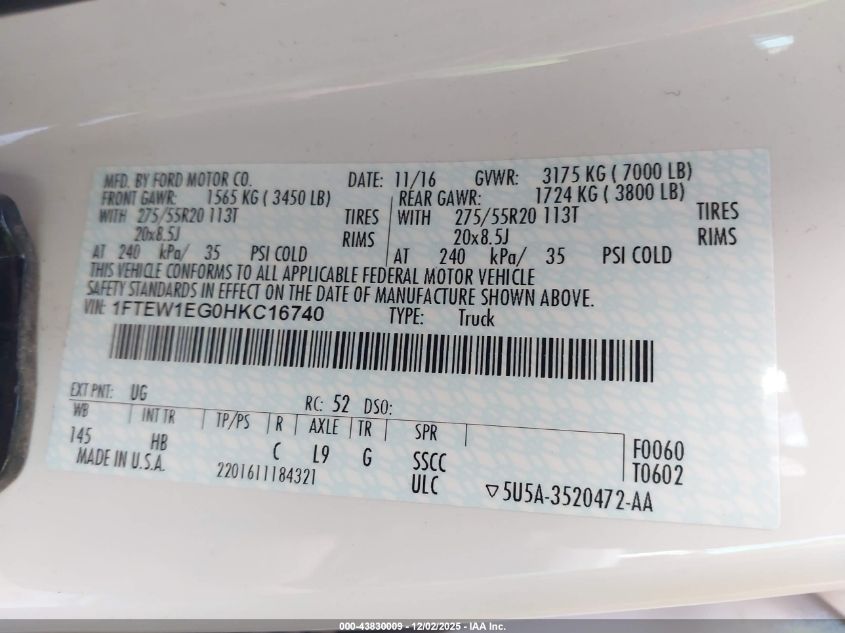 MFD. BY FORD MOTOR CO. DATE: 11/16 GVWR: 3175 KG ( 7000 LB)
FRONT GAWR: 1565 KG ( 3450 LB) REAR GAWR: 1724 KG ( 3800 LB)
WITH 275/55R20 113T TIRES WITH 275/55R20 113T TIRES
20x8.5J RIMS 20x8.5J RIMS
AT 240 kPa/ 35 PSI COLD AT 240 kPa/ 35 PSI COLD
THIS VEHICLE CONFORMS TO ALL APPLICABLE FEDERAL MOTOR VEHICLE
SAFETY STANDARDS IN EFFECT ON THE DATE OF MANUFACTURE SHOWN ABOVE.
VIN: 1FTEW1EG0HKC16740 TYPE: Truck
EXT PNT: UG RC: 52 DSO:
WB INT TR TP/PS R AXLE TR SPR
145 HB C L9 G SSCC F0060
MADE IN U.S.A. 2201611184321 ULC T0602
▽5U5A-3520472-AA
000-43830009 - 12/02/2025 - IAA Inc.